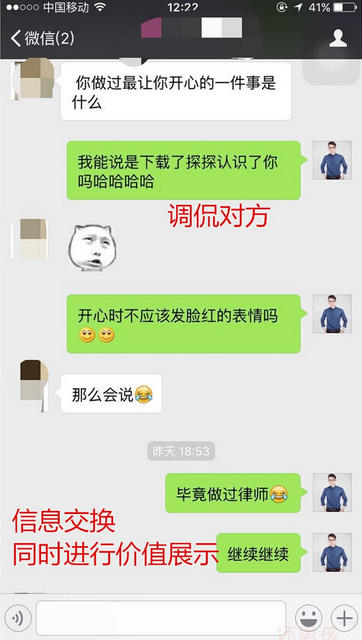 中国移动
12:22
41%
微信(2)
你做过最让你开心的一件事是
什么
我能说是下载了探探认识了你
吗哈哈哈哈
调侃对方
开心时不应该发脸红的表情吗
那么会说😂
昨天 18:53
毕竟做过律师😂
信息交换
同时进行价值展示
继续继续